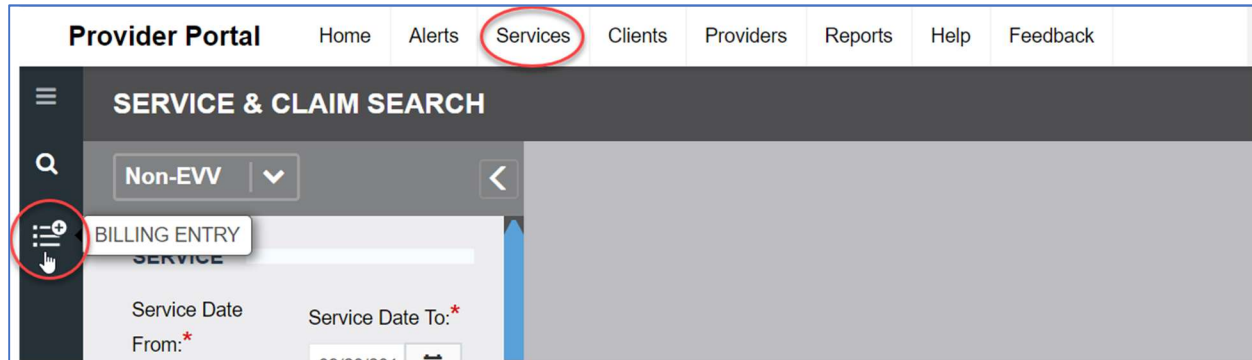 Provider Portal Home Alerts Services Clients Providers Reports Help Feedback
SERVICE & CLAIM SEARCH
Non-EVV
BILLING ENTRY
SERVICE
Service Date From:*
Service Date To:*